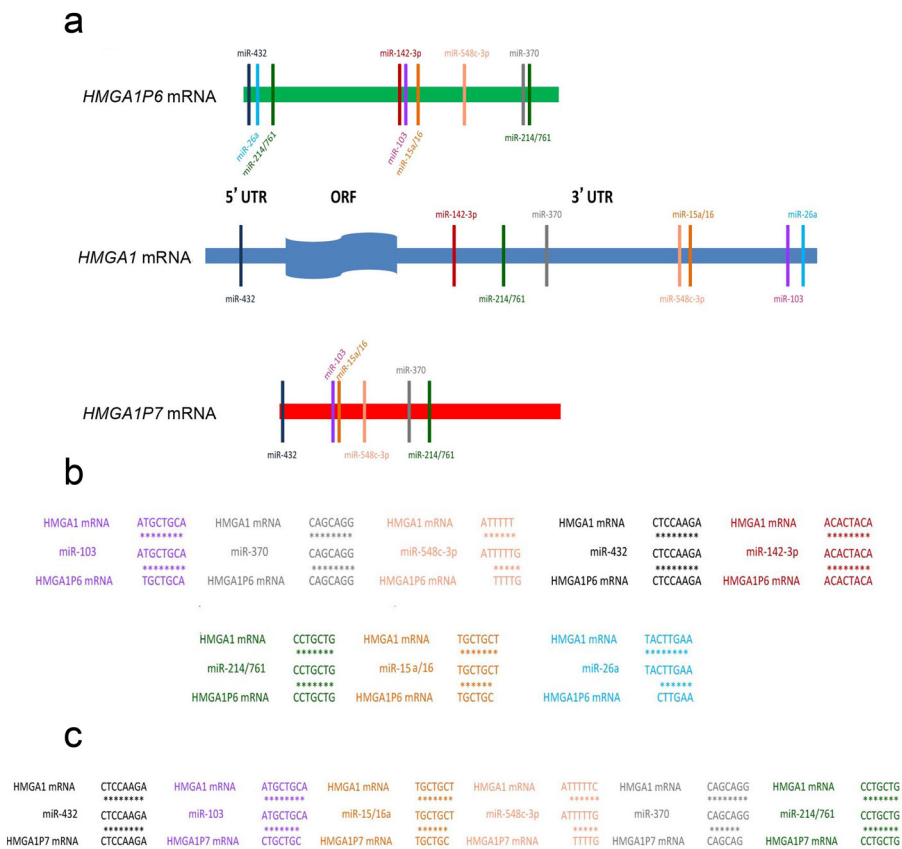 a
miR-432 miR-142-3p miR-548c-3p miR-370
HMGA1P6 mRNA
miR-26a miR-214/761 miR-103 miR-15a/16 miR-214/761
5' UTR ORF 3' UTR
miR-142-3p miR-370 miR-15a/16 miR-26a
HMGA1 mRNA
miR-432 miR-214/761 miR-548c-3p miR-103
miR-103 miR-15a/16 miR-370
HMGA1P7 mRNA
miR-432 miR-548c-3p miR-214/761
b
HMGA1 mRNA ATGCTGCA HMGA1 mRNA CAGCAGG HMGA1 mRNA ATTTTT HMGA1 mRNA CTCCAAGA HMGA1 mRNA ACACTACA
******** ******* ****** ******** ********
miR-103 ATGCTGCA miR-370 CAGCAGG miR-548c-3p ATTTTTG miR-432 CTCCAAGA miR-142-3p ACACTACA
******** ******* ***** ******** ********
HMGA1P6 mRNA TGCTGCA HMGA1P6 mRNA CAGCAGG HMGA1P6 mRNA TTTTG HMGA1P6 mRNA CTCCAAGA HMGA1P6 mRNA ACACTACA
HMGA1 mRNA CCTGCTG HMGA1 mRNA TGCTGCT HMGA1 mRNA TACTTGAA
******* ******* ********
miR-214/761 CCTGCTG miR-15a/16 TGCTGCT miR-26a TACTTGAA
******* ****** ******
HMGA1P6 mRNA CCTGCTG HMGA1P6 mRNA TGCTGC HMGA1P6 mRNA CTTGAA
c
HMGA1 mRNA CTCCAAGA HMGA1 mRNA ATGCTGCA HMGA1 mRNA TGCTGCT HMGA1 mRNA ATTTTTC HMGA1 mRNA CAGCAGG HMGA1 mRNA CCTGCTG
******** ******** ******* ****** ******* *******
miR-432 CTCCAAGA miR-103 ATGCTGCA miR-15/16a TGCTGCT miR-548c-3p ATTTTTG miR-370 CAGCAGG miR-214/761 CCTGCTG
******** ******* ****** ***** ****** *******
HMGA1P7 mRNA CTCCAAGA HMGA1P7 mRNA CTGCTGC HMGA1P7 mRNA TGCTGC HMGA1P7 mRNA TTTTG HMGA1P7 mRNA CAGCAG HMGA1P7 mRNA CCTGCTG